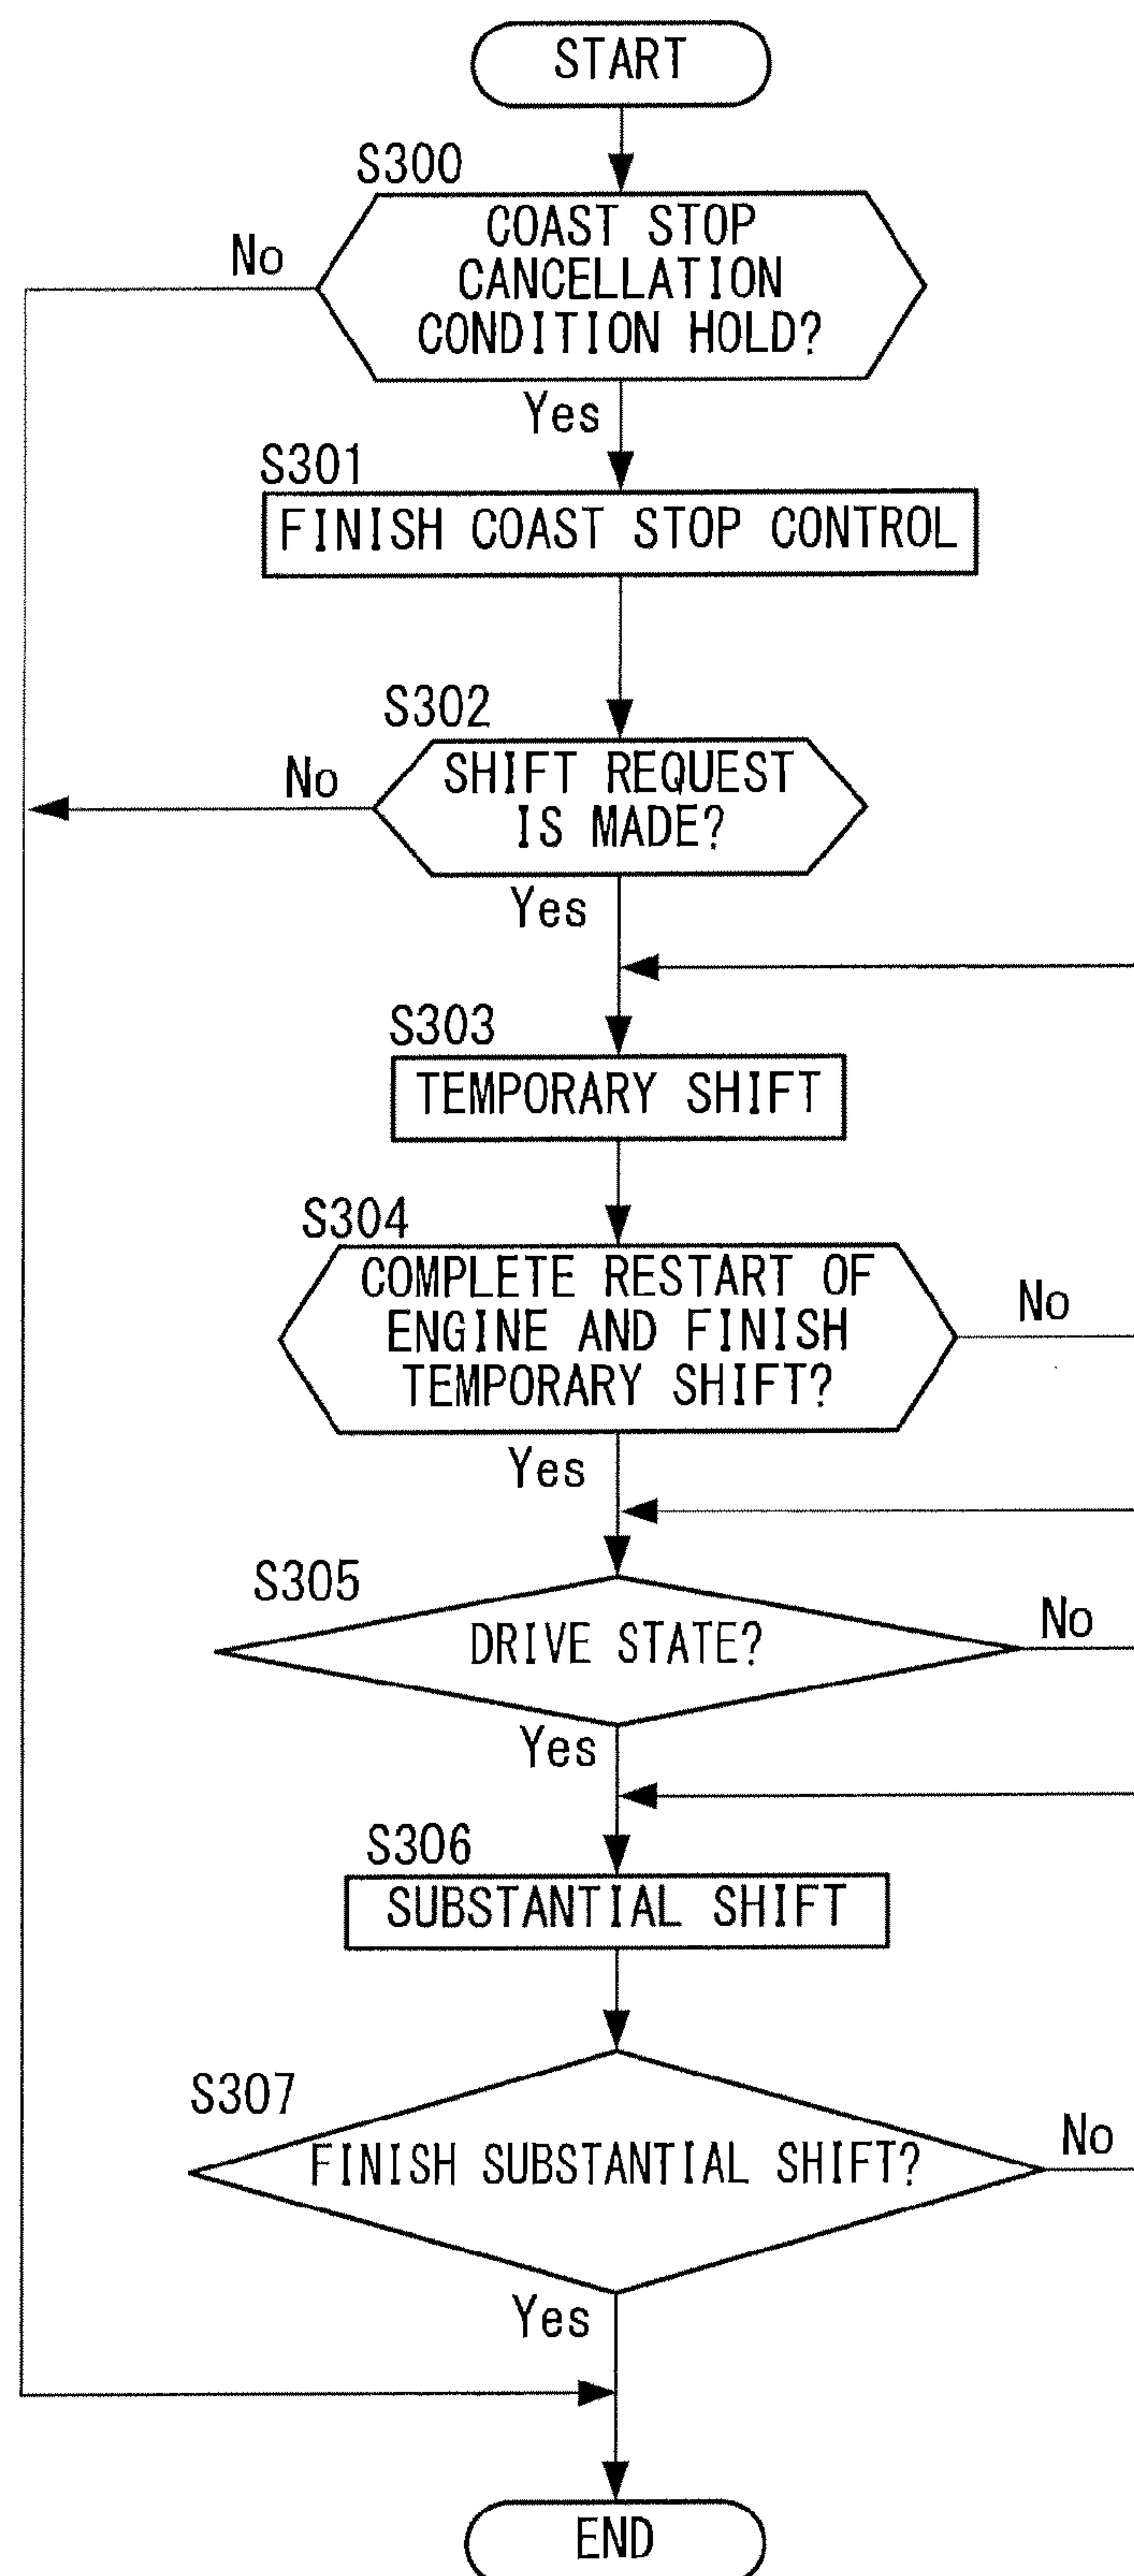 START
S300
COAST STOP
CANCELLATION
CONDITION HOLD?
No
Yes
S301
FINISH COAST STOP CONTROL
S302
SHIFT REQUEST
IS MADE?
No
Yes
S303
TEMPORARY SHIFT
S304
COMPLETE RESTART OF
ENGINE AND FINISH
TEMPORARY SHIFT?
No
Yes
S305
DRIVE STATE?
No
Yes
S306
SUBSTANTIAL SHIFT
S307
FINISH SUBSTANTIAL SHIFT?
No
Yes
END